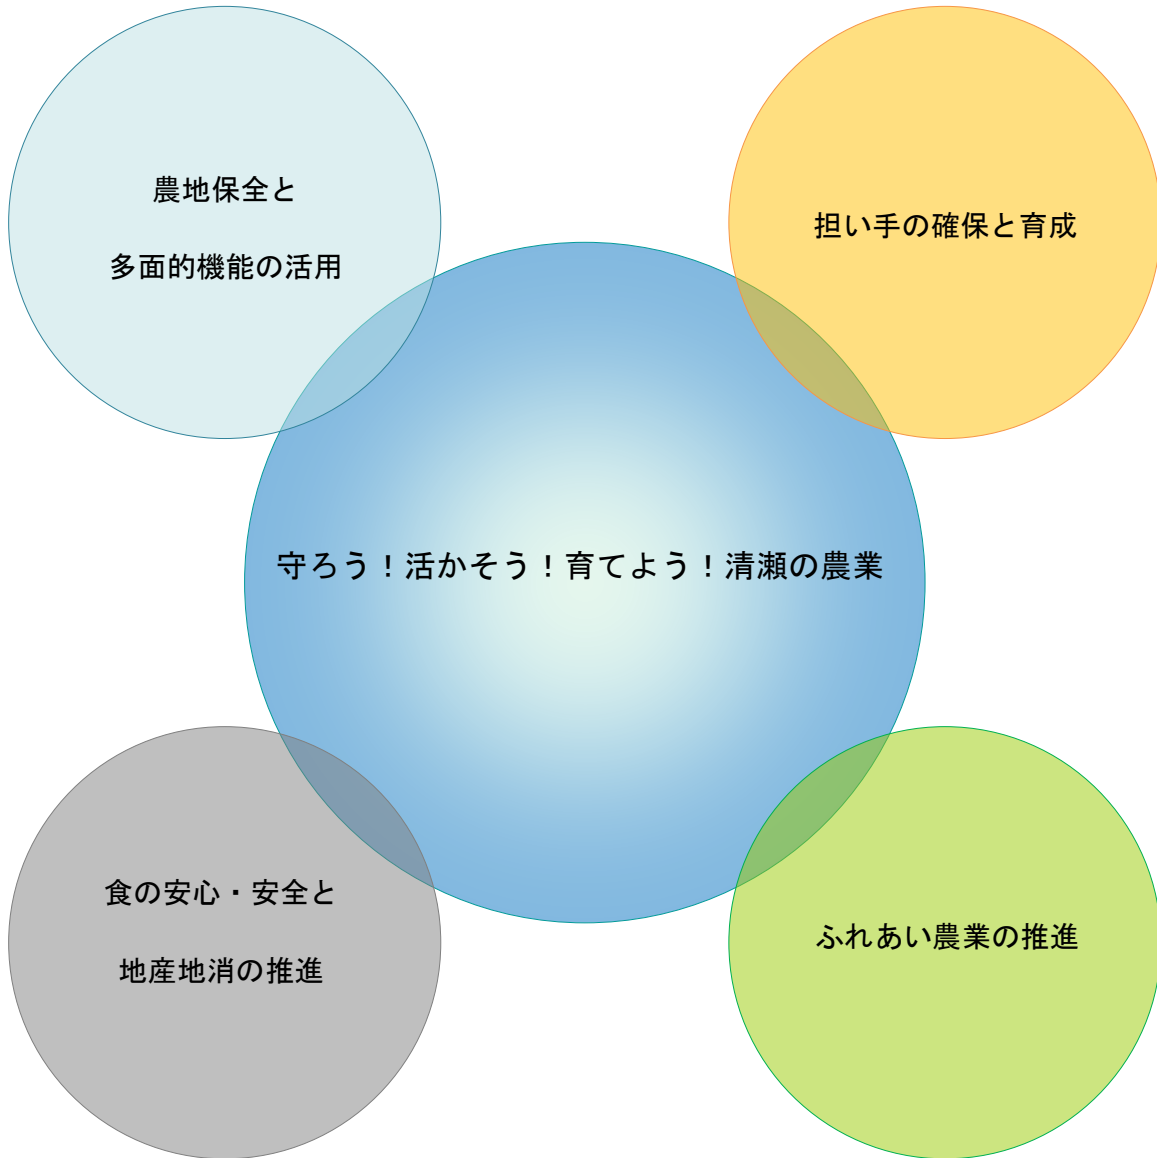 農地保全と
多面的機能の活用
担い手の確保と育成
守ろう！活かそう！育てよう！清瀬の農業
食の安心・安全と
地産地消の推進
ふれあい農業の推進